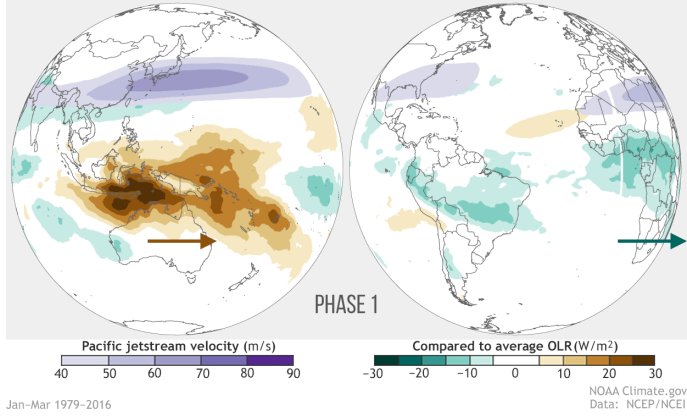 PHASE 1
Pacific jetstream velocity (m/s)
40 50 60 70 80 90
Compared to average OLR (W/m²)
−30 −20 −10 0 10 20 30
NOAA Climate.gov
Jan–Mar 1979–2016 Data: NCEP/NCEI